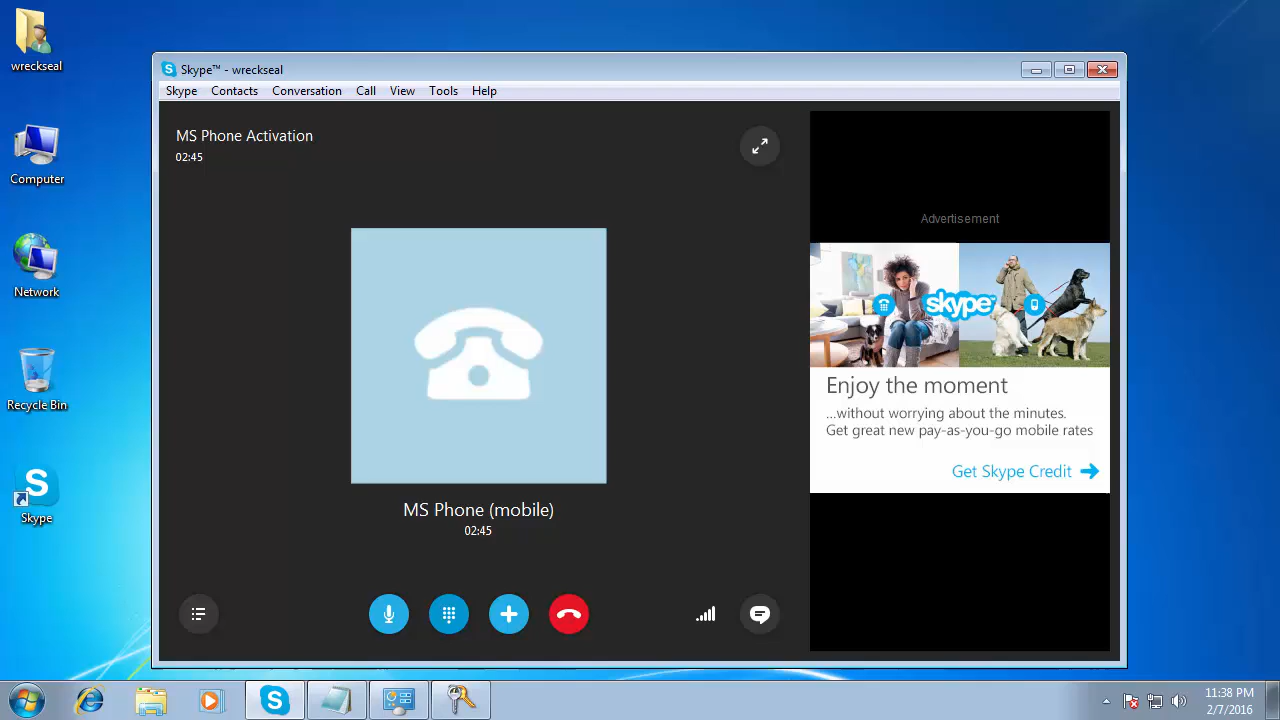 wreckseal
Computer
Network
Recycle Bin
Skype
Skype™ - wreckseal
Skype Contacts Conversation Call View Tools Help
MS Phone Activation
02:45
MS Phone (mobile)
02:45
Advertisement
skype™
Enjoy the moment
...without worrying about the minutes.
Get great new pay-as-you-go mobile rates
Get Skype Credit
11:38 PM
2/7/2016